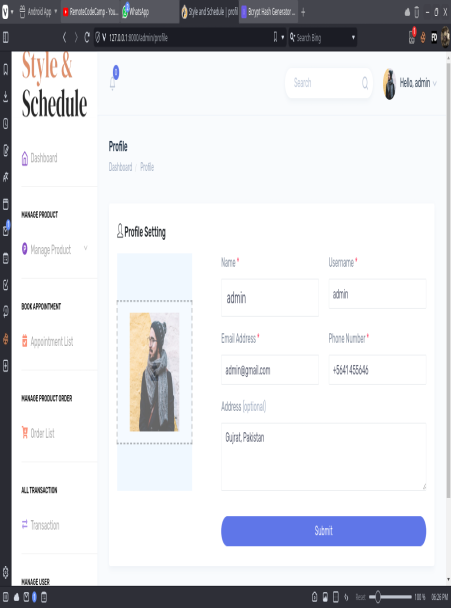 Android App
RemoteCodeCamp - You...
WhatsApp
Style and Schedule | profil
Bcrypt Hash Generator ...
127.0.0.1:8000/admin/profile
Search Bing
Style &
Schedule
Search
Hello, admin
Dashboard
MANAGE PRODUCT
Manage Product
BOOK APPOINTMENT
Appointment List
MANAGE PRODUCT ORDER
Order List
ALL TRANSACTION
Transaction
MANAGE USER
Profile
Dashboard / Profile
Profile Setting
Name *
Username *
admin
admin
Email Address *
Phone Number *
admin@gmail.com
+5641455646
Address (optional)
Gujrat, Pakistan
Submit
Reset
100 %
06:26 PM